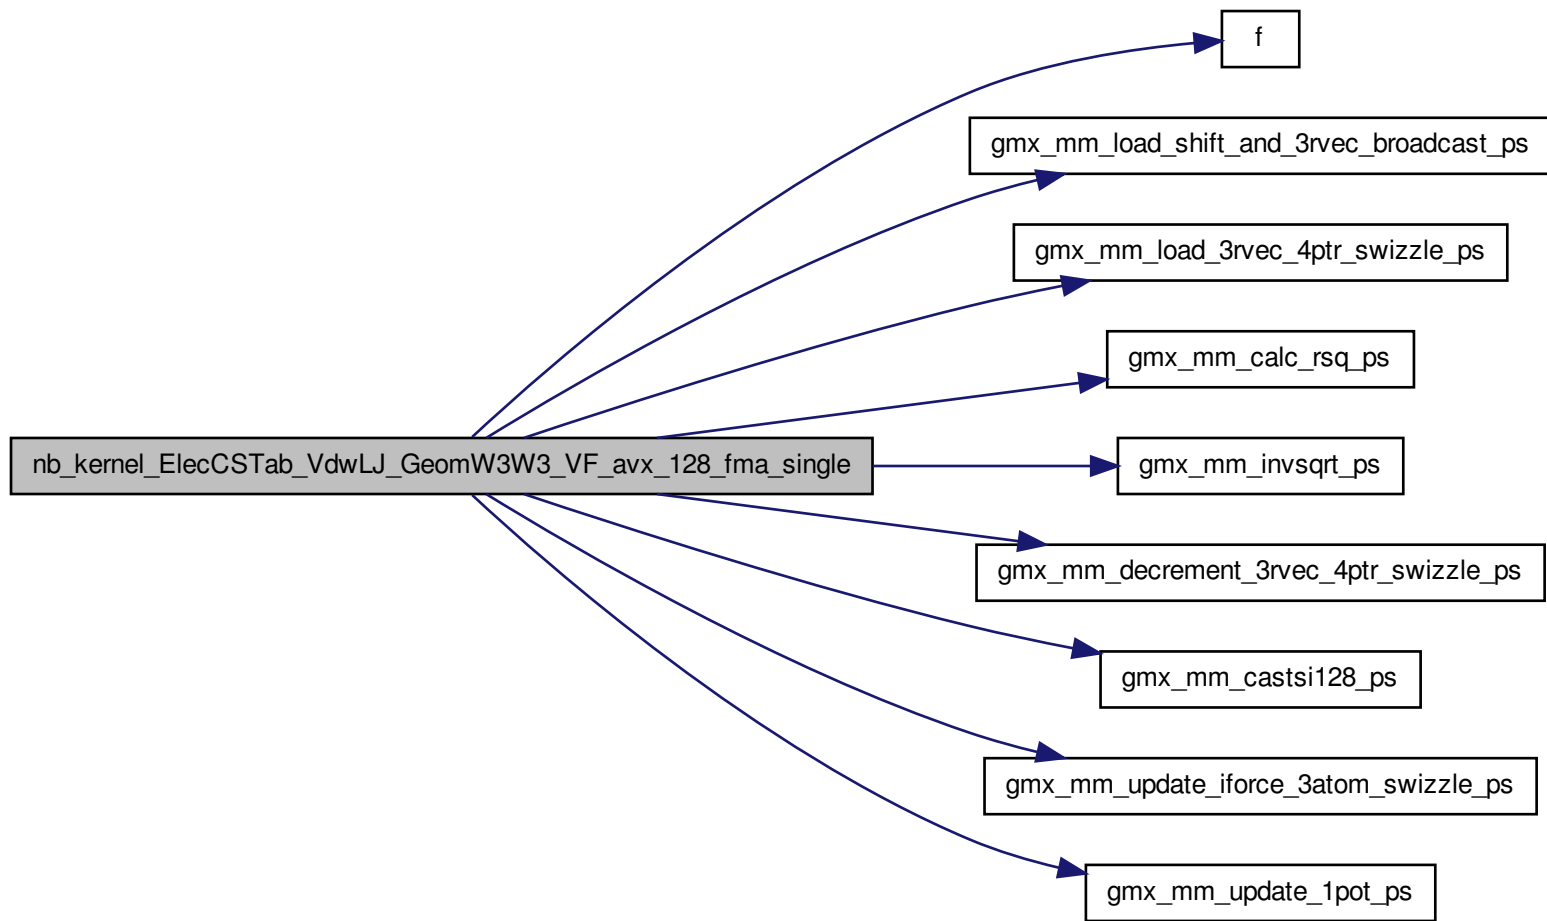 f
gmx_mm_load_shift_and_3rvec_broadcast_ps
gmx_mm_load_3rvec_4ptr_swizzle_ps
gmx_mm_calc_rsq_ps
nb_kernel_ElecCSTab_VdwLJ_GeomW3W3_VF_avx_128_fma_single
gmx_mm_invsqrt_ps
gmx_mm_decrement_3rvec_4ptr_swizzle_ps
gmx_mm_castsi128_ps
gmx_mm_update_iforce_3atom_swizzle_ps
gmx_mm_update_1pot_ps